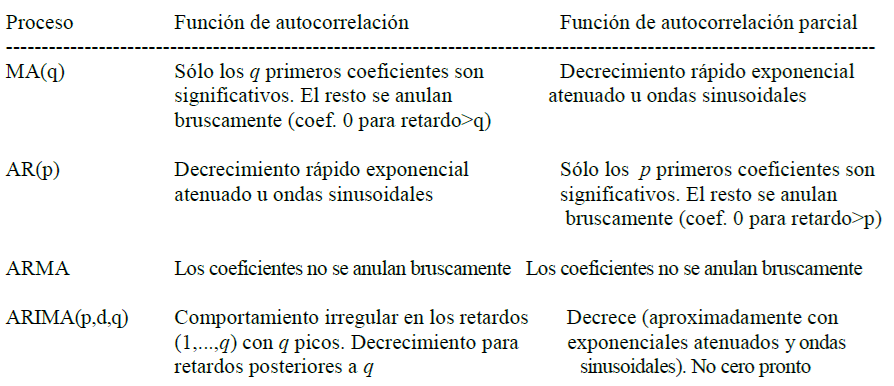 Proceso Función de autocorrelación Función de autocorrelación parcial
------------------------------------------------------------------------------------------------------------------------
MA(q) Sólo los q primeros coeficientes son Decrecimiento rápido exponencial
significativos. El resto se anulan atenuado u ondas sinusoidales
bruscamente (coef. 0 para retardo>q)
AR(p) Decrecimiento rápido exponencial Sólo los p primeros coeficientes son
atenuado u ondas sinusoidales significativos. El resto se anulan
bruscamente (coef. 0 para retardo>p)
ARMA Los coeficientes no se anulan bruscamente Los coeficientes no se anulan bruscamente
ARIMA(p,d,q) Comportamiento irregular en los retardos Decrece (aproximadamente con
(1,...,q) con q picos. Decrecimiento para exponenciales atenuados y ondas
retardos posteriores a q sinusoidales). No cero pronto